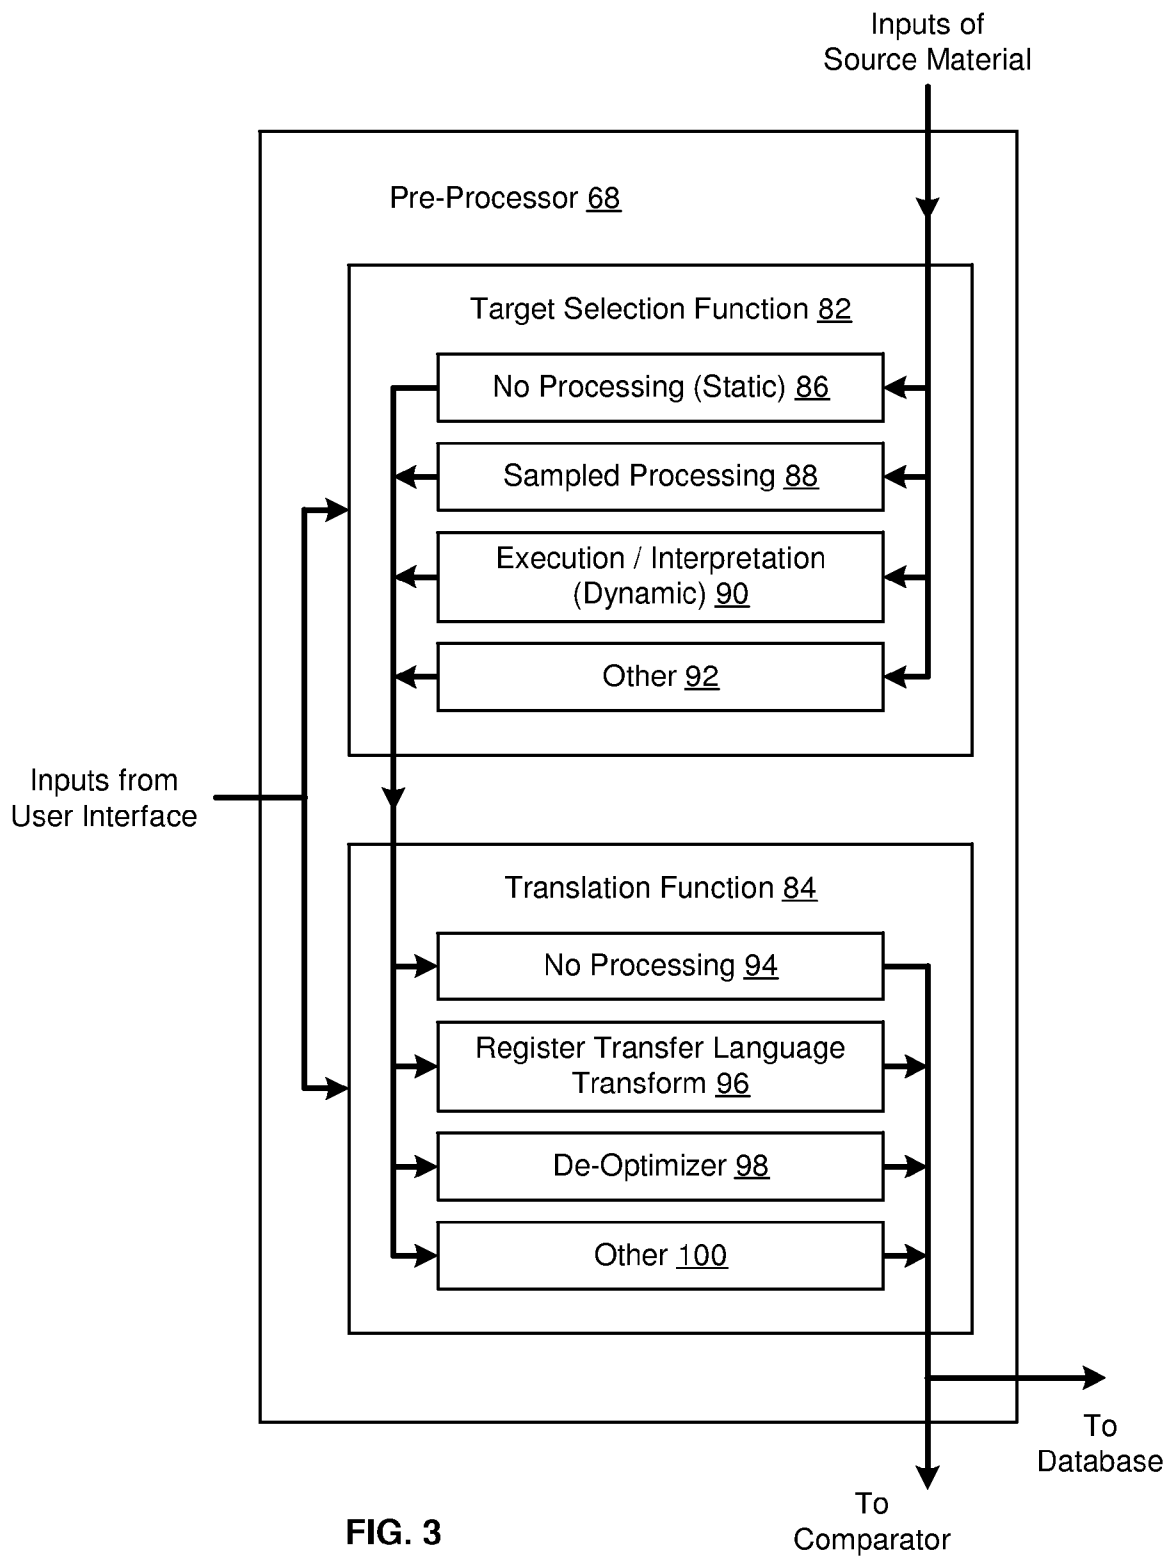 Inputs of
Source Material
Pre-Processor 68
Target Selection Function 82
No Processing (Static) 86
Sampled Processing 88
Execution / Interpretation
(Dynamic) 90
Other 92
Inputs from
User Interface
Translation Function 84
No Processing 94
Register Transfer Language
Transform 96
De-Optimizer 98
Other 100
To
Database
To
Comparator
FIG. 3